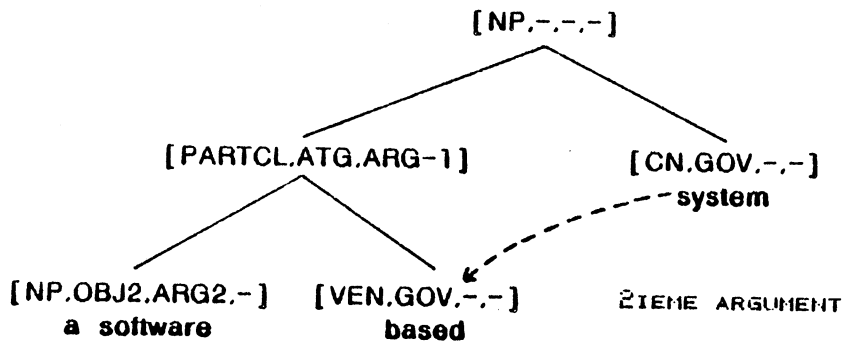 [NP.-.-.-]
[PARTCL.ATG.ARG-1]
[CN.GOV.-.-]
system
[NP.OBJ2.ARG2.-]
[VEN.GOV.-.-]
2IEME ARGUMENT
a software
based